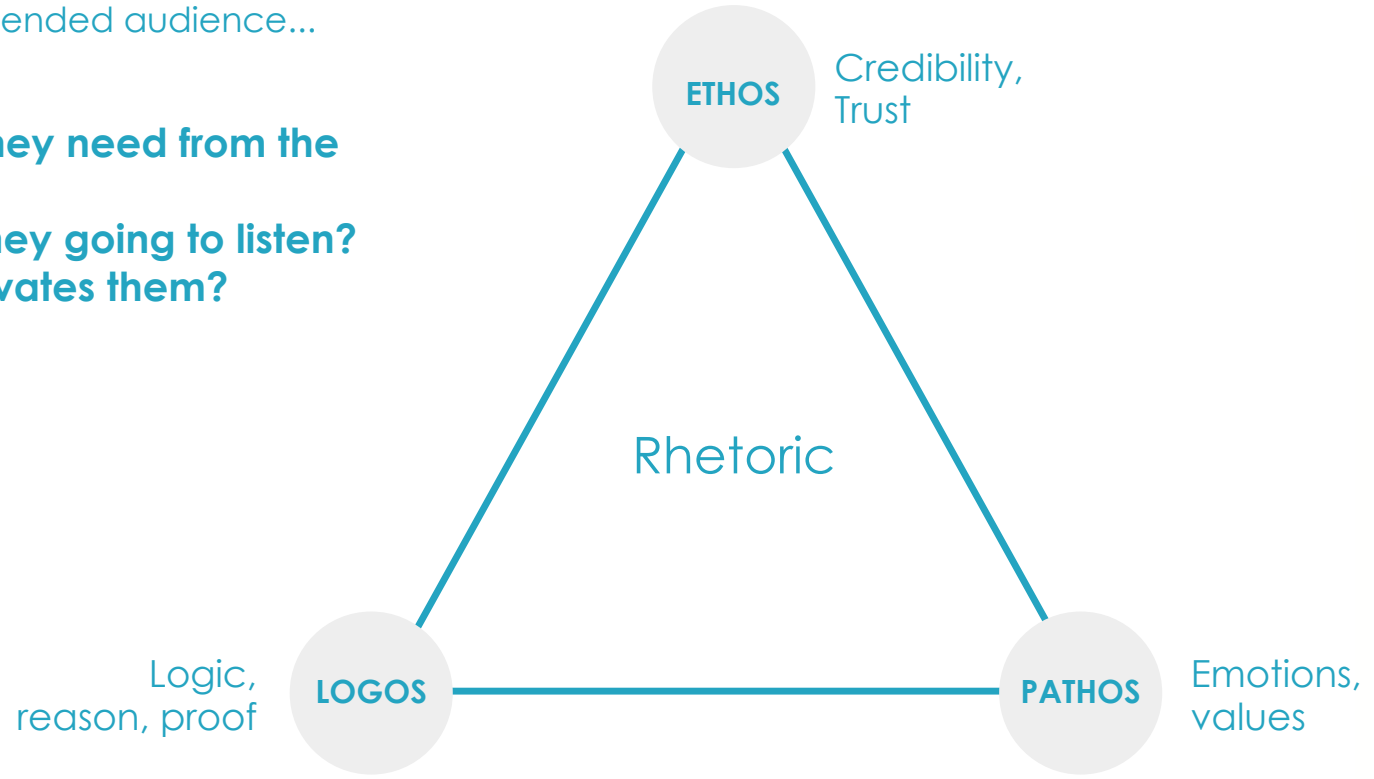 ended audience...
hey need from the
hey going to listen?
vates them?
ETHOS
Credibility,
Trust
Rhetoric
Logic,
reason, proof
LOGOS
PATHOS
Emotions,
values